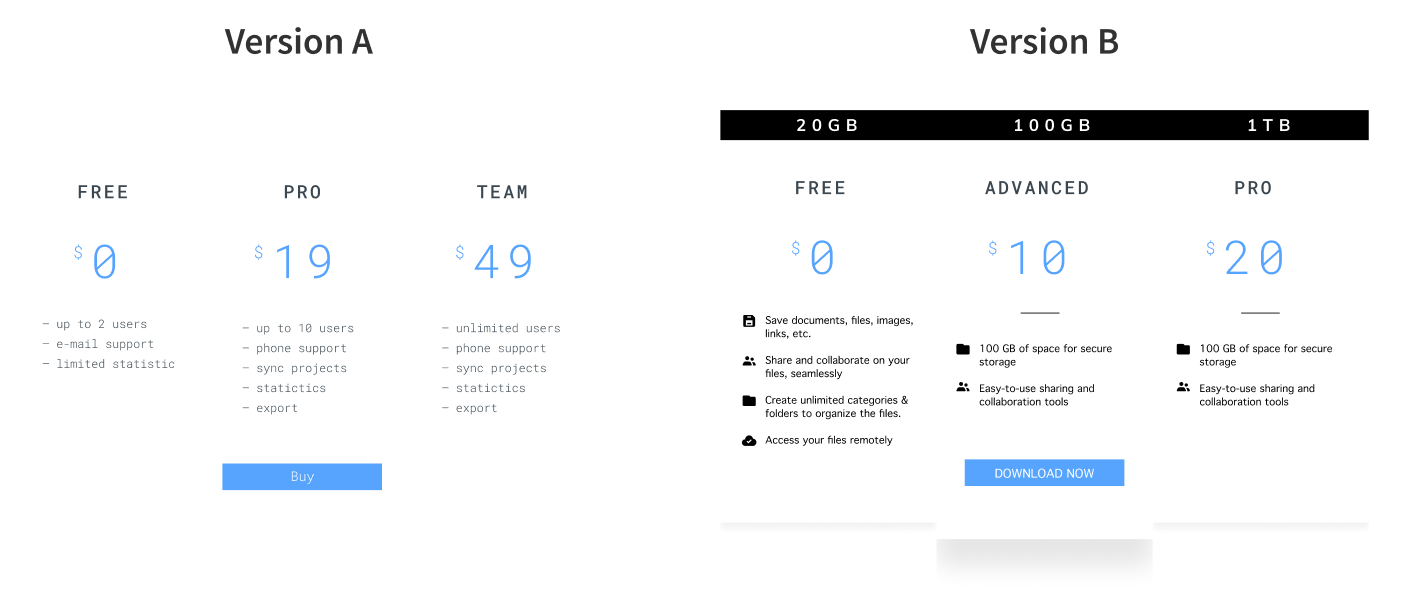 Version A
FREE
$0
– up to 2 users
– e-mail support
– limited statistic
PRO
$19
– up to 10 users
– phone support
– sync projects
– statictics
– export
Buy
TEAM
$49
– unlimited users
– phone support
– sync projects
– statictics
– export
Version B
20GB
FREE
$0
Save documents, files, images,
links, etc.
Share and collaborate on your
files, seamlessly
Create unlimited categories &
folders to organize the files.
Access your files remotely
100GB
ADVANCED
$10
100 GB of space for secure
storage
Easy-to-use sharing and
collaboration tools
DOWNLOAD NOW
1TB
PRO
$20
100 GB of space for secure
storage
Easy-to-use sharing and
collaboration tools